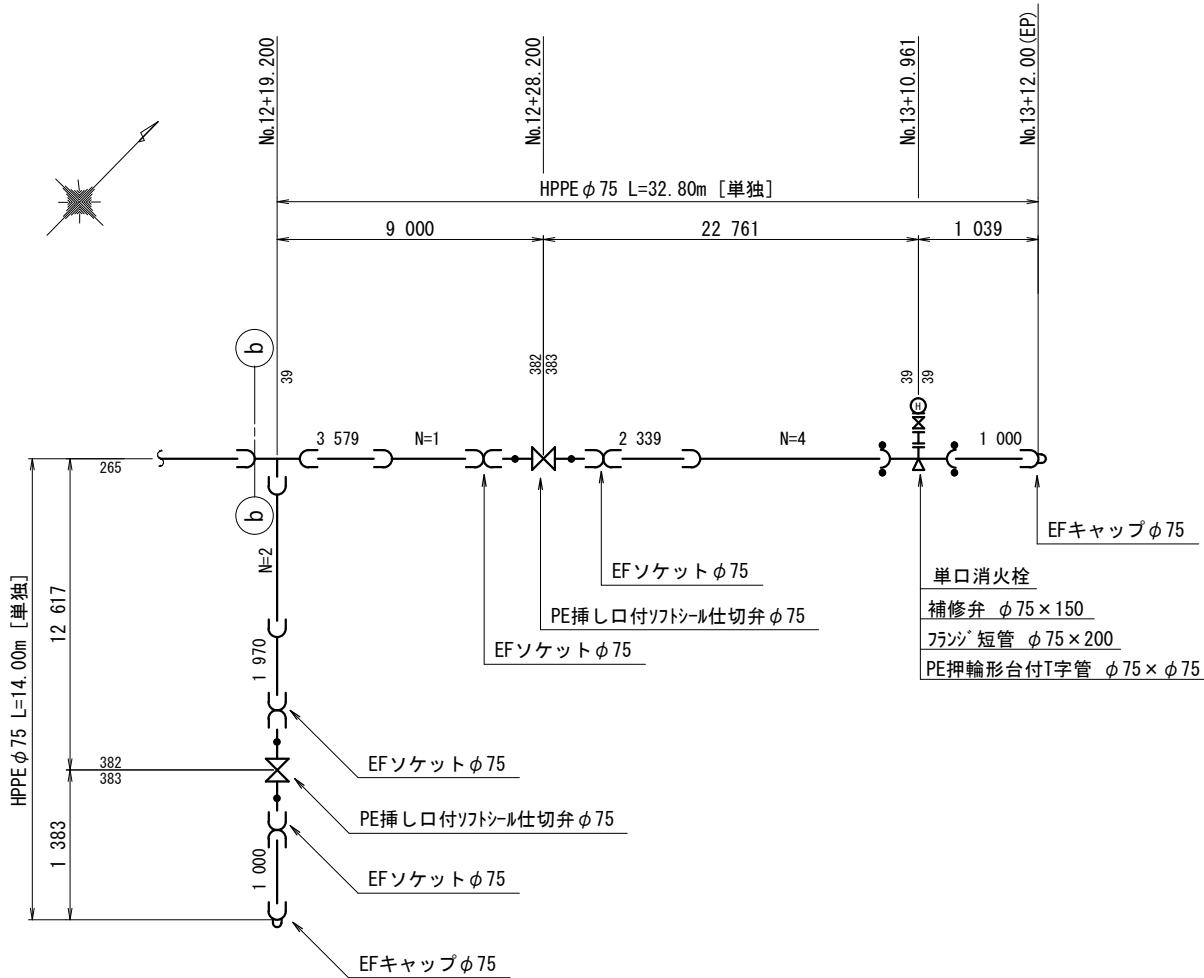 No.12+19.200
No.12+28.200
No.13+10.961
No.13+12.00(EP)
HPPEφ75 L=32.80m [単独]
9 000
22 761
1 039
b
39
382
383
39
39
H
265
3 579
N=1
2 339
N=4
1 000
b
EFキャップφ75
EFソケットφ75
単口消火栓
PE挿し口付ソフトシール仕切弁φ75
補修弁 φ75×150
EFソケットφ75
フランジ短管 φ75×200
PE押輪形台付T字管 φ75×φ75
N=2
HPPEφ75 L=14.00m [単独]
12 617
1 970
EFソケットφ75
382
383
PE挿し口付ソフトシール仕切弁φ75
1 383
1 000
EFソケットφ75
EFキャップφ75